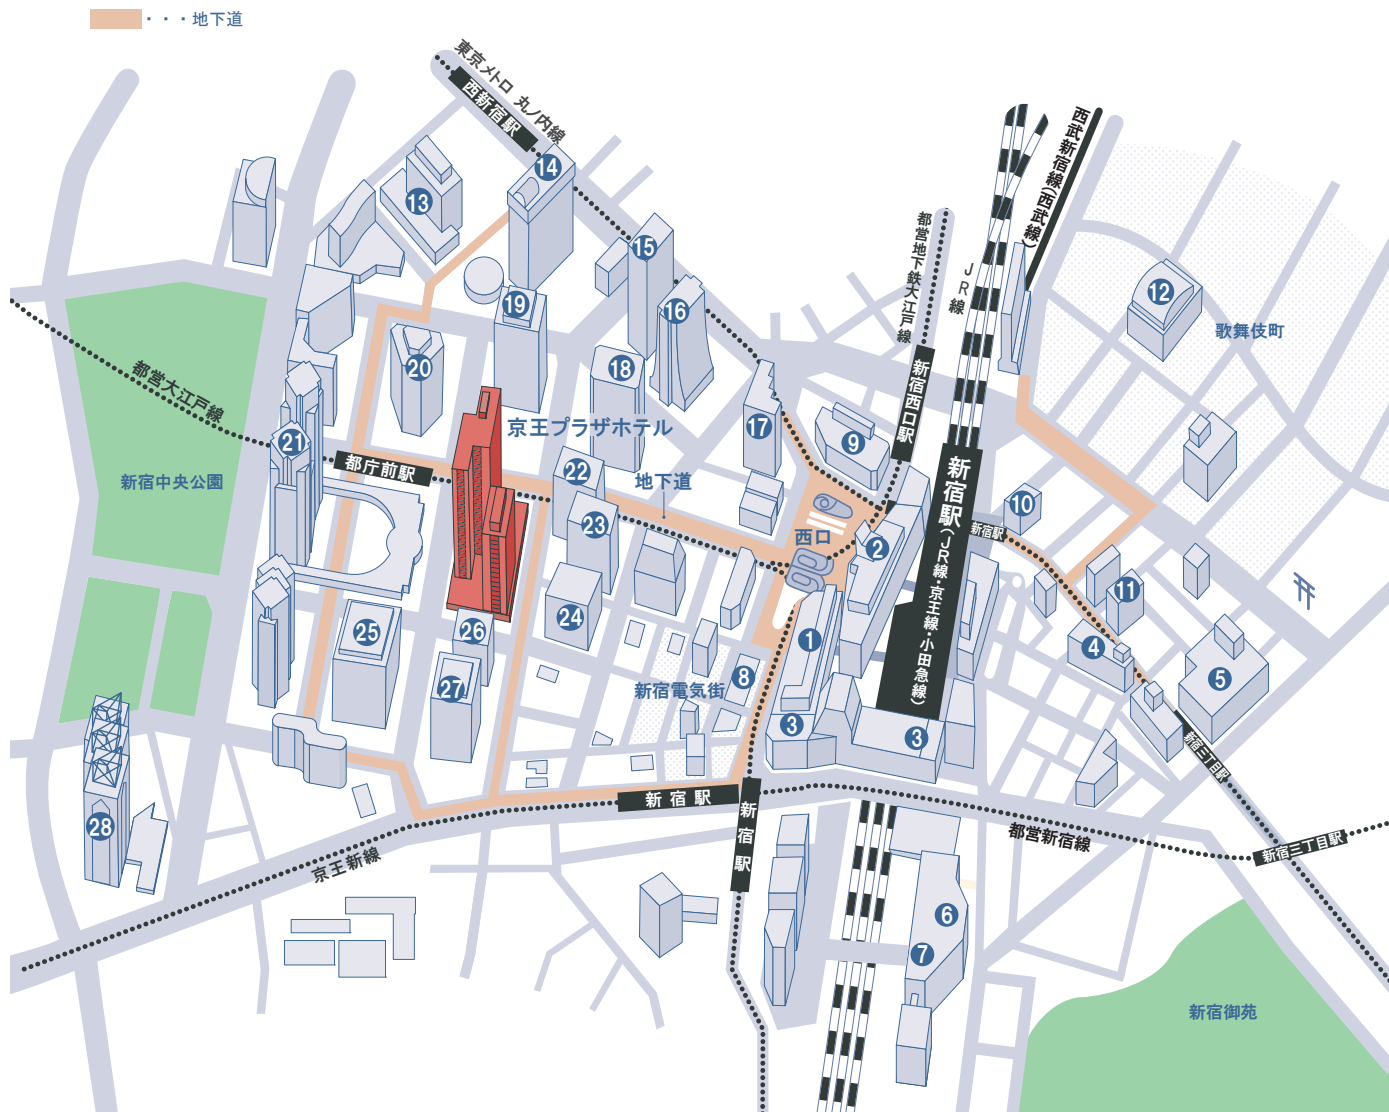 ・・・地下道
東京メトロ 丸ノ内線
西新宿駅
西武新宿線(西武線)
JR線
都営地下鉄大江戸線
新宿西口駅
歌舞伎町
都営大江戸線
新宿中央公園
都庁前駅
京王プラザホテル
地下道
西口
新宿駅(JR線・京王線・小田急線)
新宿駅
新宿電気街
新宿駅
新宿駅
京王新線
都営新宿線
新宿三丁目駅
新宿三丁目駅
新宿御苑
14
13
15
12
19
16
20
18
17
9
21
22
23
10
2
11
24
1
25
26
4
5
27
8
3
3
28
6
7